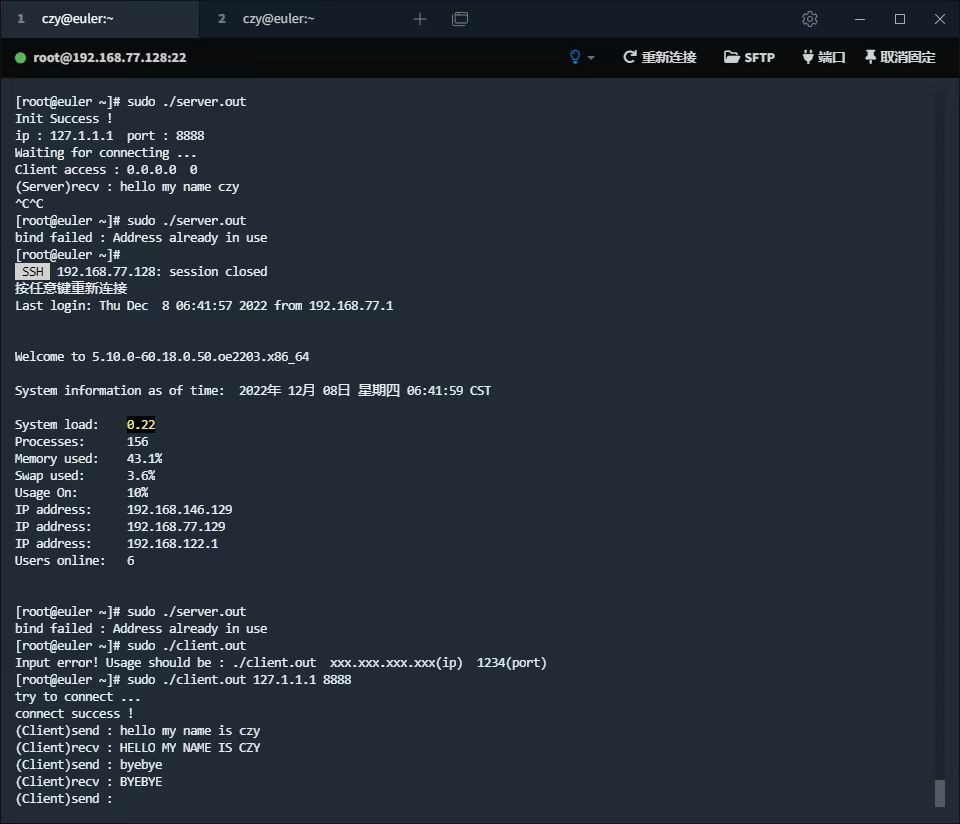 1 czy@euler:~ 2 czy@euler:~
root@192.168.77.128:22 重新连接 SFTP 端口 取消固定
[root@euler ~]# sudo ./server.out
Init Success !
ip : 127.1.1.1  port : 8888
Waiting for connecting ...
Client access : 0.0.0.0  0
(Server)recv : hello my name czy
^C^C
[root@euler ~]# sudo ./server.out
bind failed : Address already in use
[root@euler ~]#
SSH 192.168.77.128: session closed
按任意键重新连接
Last login: Thu Dec  8 06:41:57 2022 from 192.168.77.1
Welcome to 5.10.0-60.18.0.50.oe2203.x86_64
System information as of time:  2022年 12月 08日 星期四 06:41:59 CST
System load:    0.22
Processes:      156
Memory used:    43.1%
Swap used:      3.6%
Usage On:       10%
IP address:     192.168.146.129
IP address:     192.168.77.129
IP address:     192.168.122.1
Users online:   6
[root@euler ~]# sudo ./server.out
bind failed : Address already in use
[root@euler ~]# sudo ./client.out
Input error! Usage should be : ./client.out  xxx.xxx.xxx.xxx(ip)  1234(port)
[root@euler ~]# sudo ./client.out 127.1.1.1 8888
try to connect ...
connect success !
(Client)send : hello my name is czy
(Client)recv : HELLO MY NAME IS CZY
(Client)send : byebye
(Client)recv : BYEBYE
(Client)send :